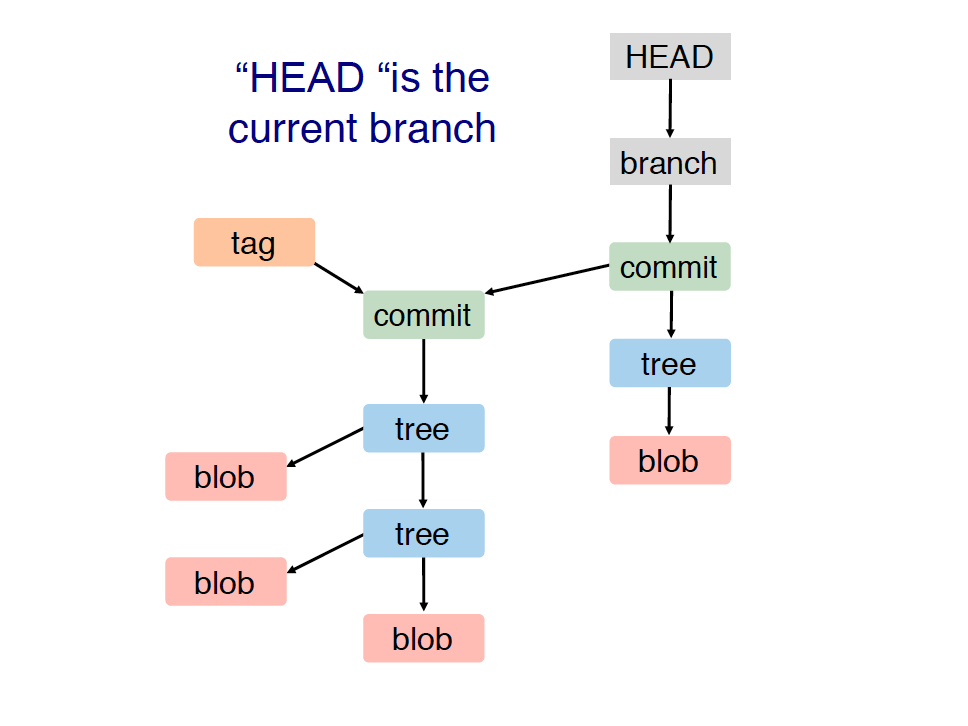 “HEAD “is the
current branch
HEAD
branch
tag
commit
commit
tree
tree
blob
blob
tree
blob
blob